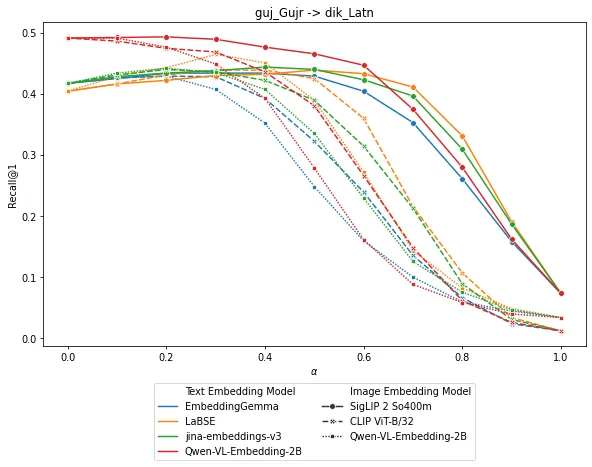 guj_Gujr -> dik_Latn
Recall@1
0.5
0.4
0.3
0.2
0.1
0.0
0.0 0.2 0.4 0.6 0.8 1.0
α
Text Embedding Model
EmbeddingGemma
LaBSE
jina-embeddings-v3
Qwen-VL-Embedding-2B
Image Embedding Model
SigLIP 2 So400m
CLIP ViT-B/32
Qwen-VL-Embedding-2B